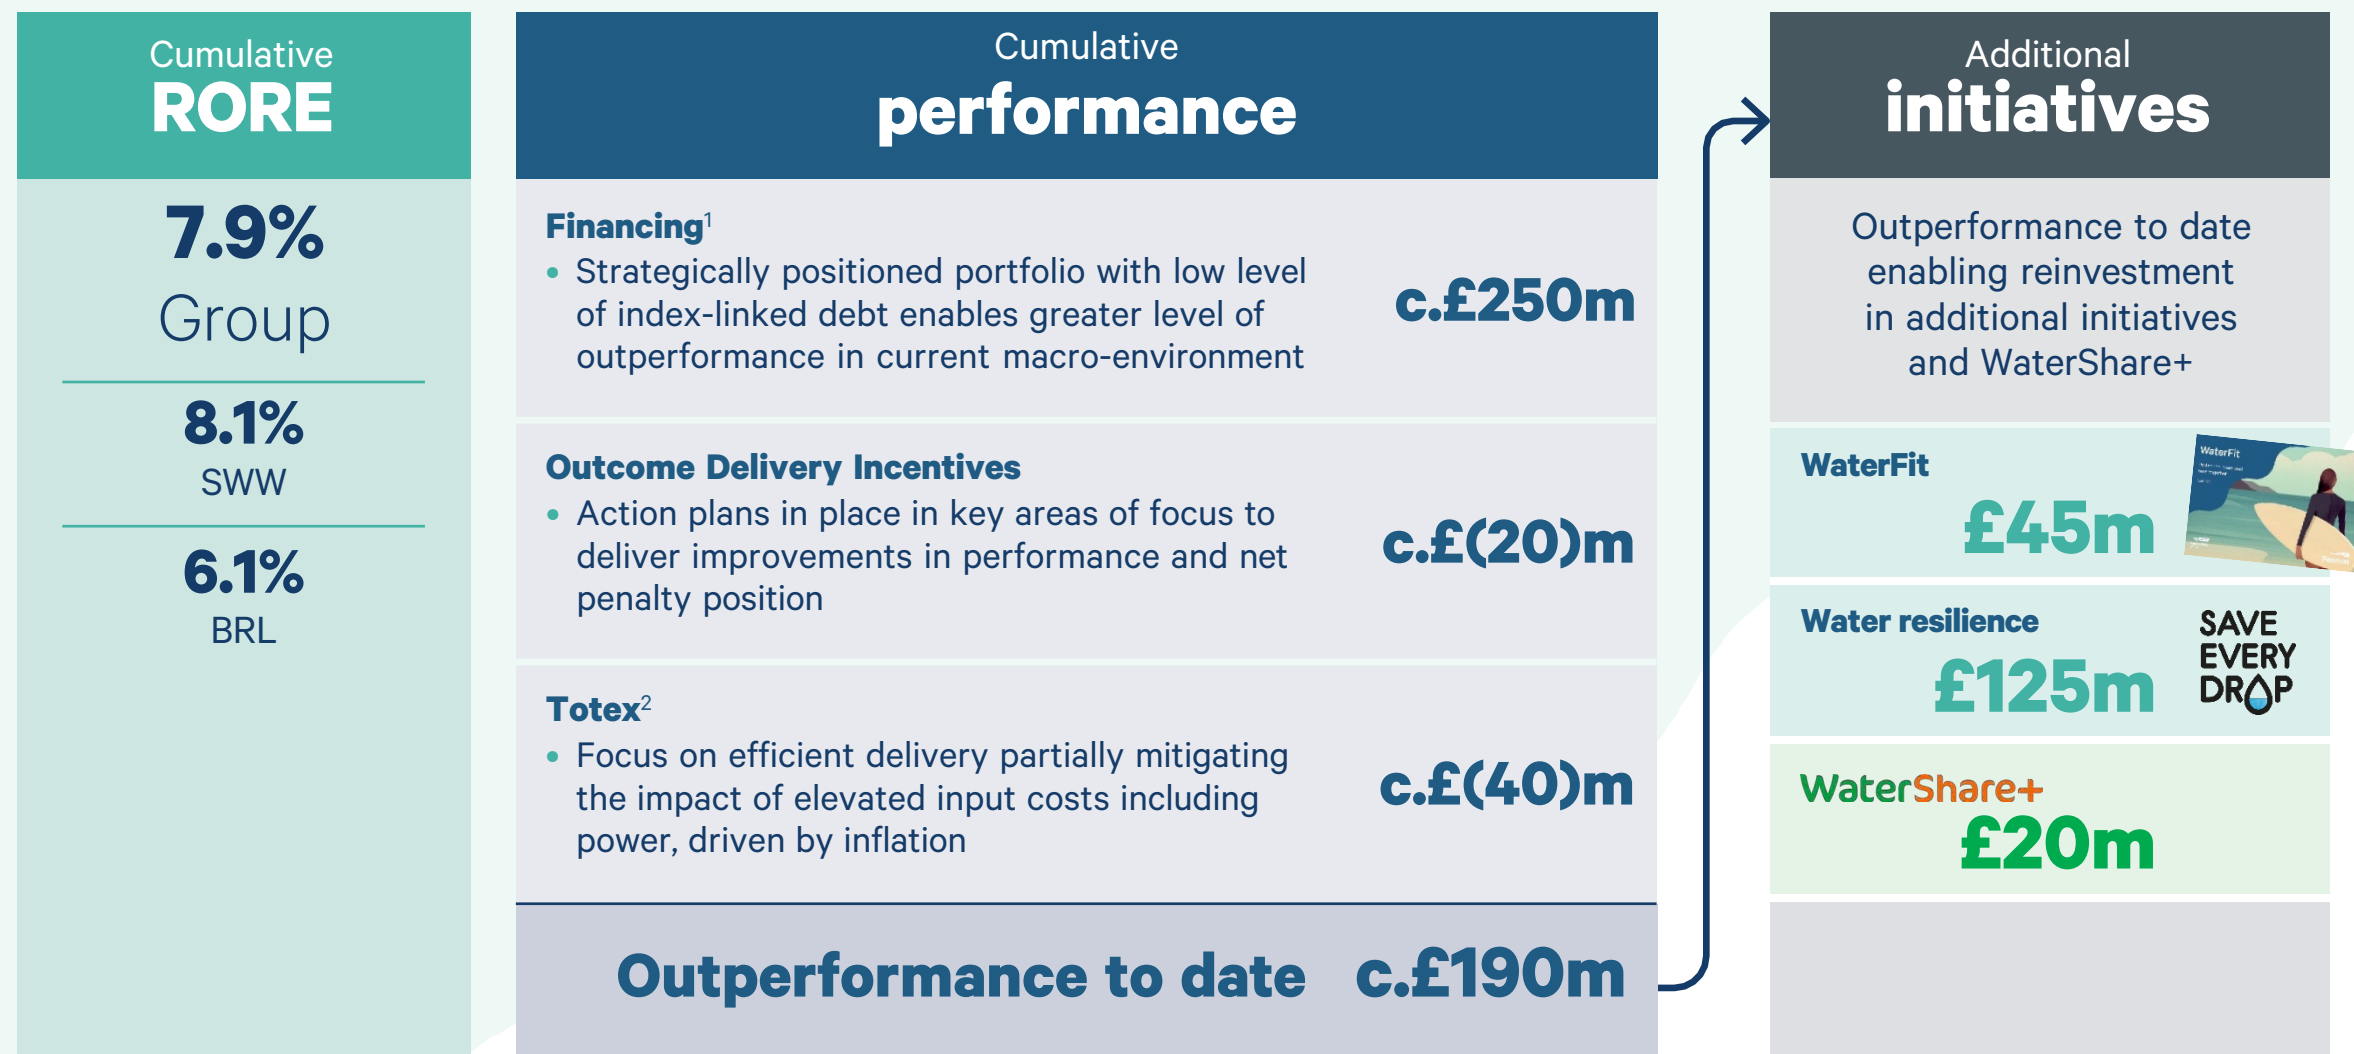 Cumulative
RORE
7.9%
Group
8.1%
SWW
6.1%
BRL
Cumulative
performance
Financing1
• Strategically positioned portfolio with low level
of index-linked debt enables greater level of
outperformance in current macro-environment
c.£250m
Outcome Delivery Incentives
• Action plans in place in key areas of focus to
deliver improvements in performance and net
penalty position
c.£(20)m
Totex2
• Focus on efficient delivery partially mitigating
the impact of elevated input costs including
power, driven by inflation
c.£(40)m
Outperformance to date c.£190m
Additional
initiatives
Outperformance to date
enabling reinvestment
in additional initiatives
and WaterShare+
WaterFit
£45m
WaterFit
Water resilience
£125m
SAVE
EVERY
DROP
WaterShare+
£20m